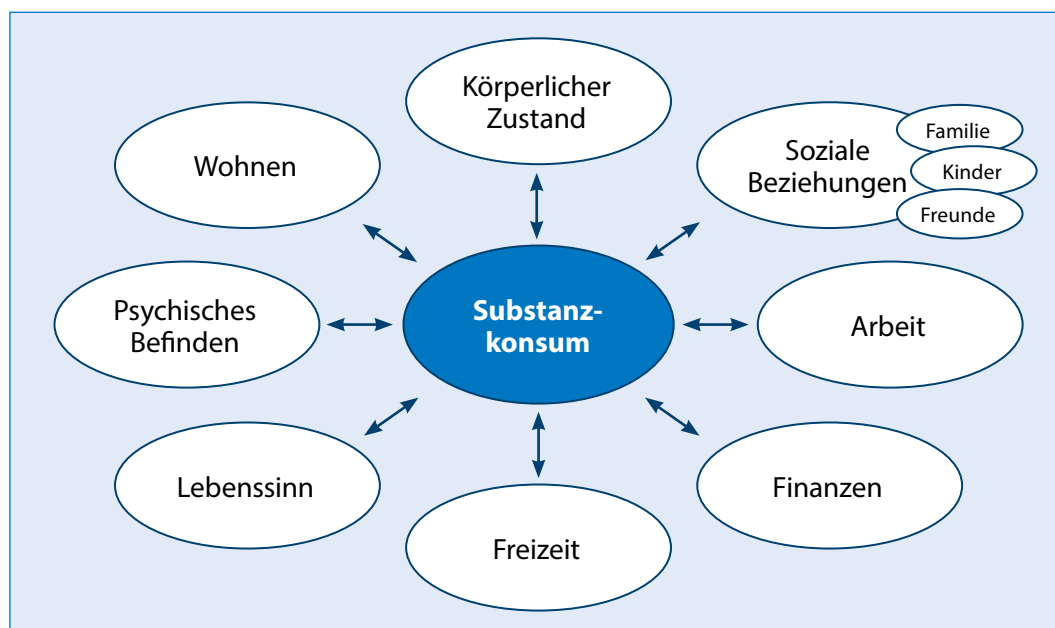 Körperlicher
Zustand
Wohnen
Soziale
Beziehungen
Familie
Kinder
Freunde
Psychisches
Befinden
Substanz-
konsum
Arbeit
Lebenssinn
Freizeit
Finanzen